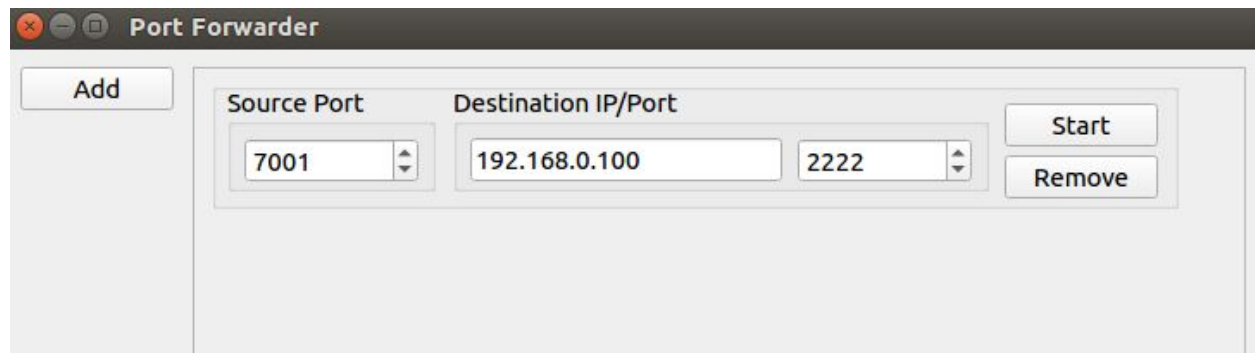 Port Forwarder
Add
Source Port
Destination IP/Port
7001
192.168.0.100
2222
Start
Remove